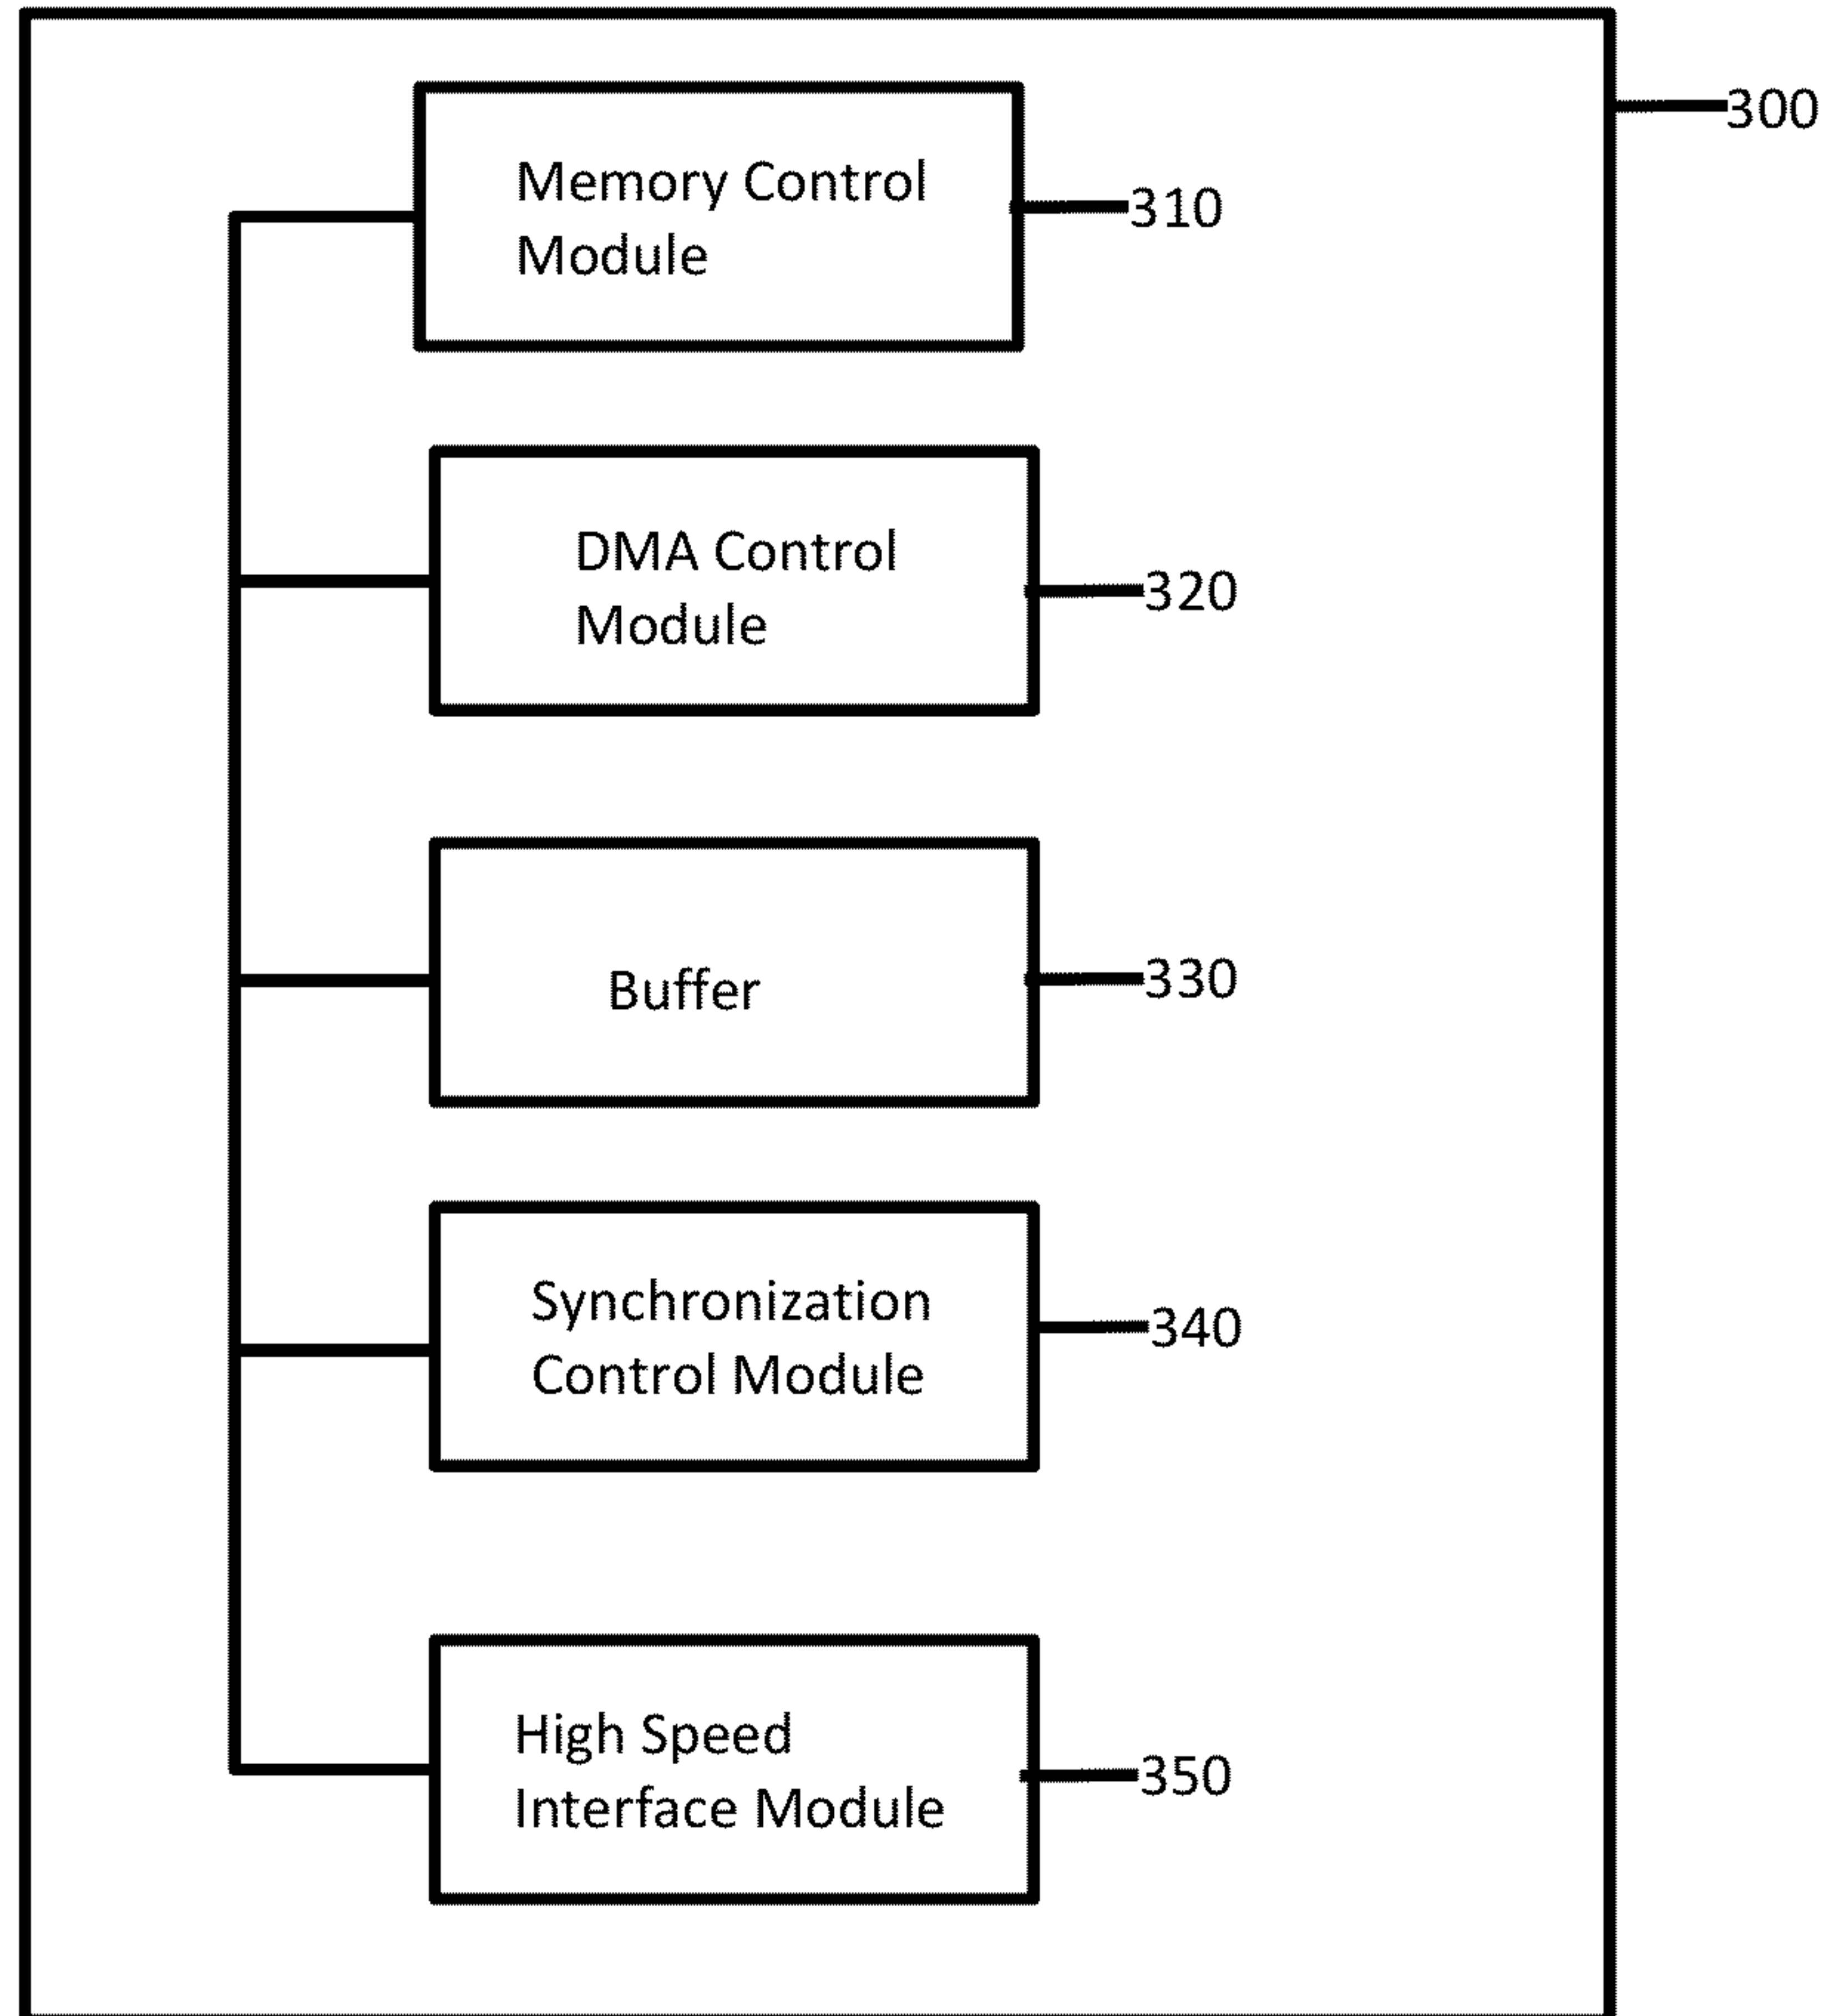 300
Memory Control
Module
310
DMA Control
Module
320
Buffer
330
Synchronization
Control Module
340
High Speed
Interface Module
350